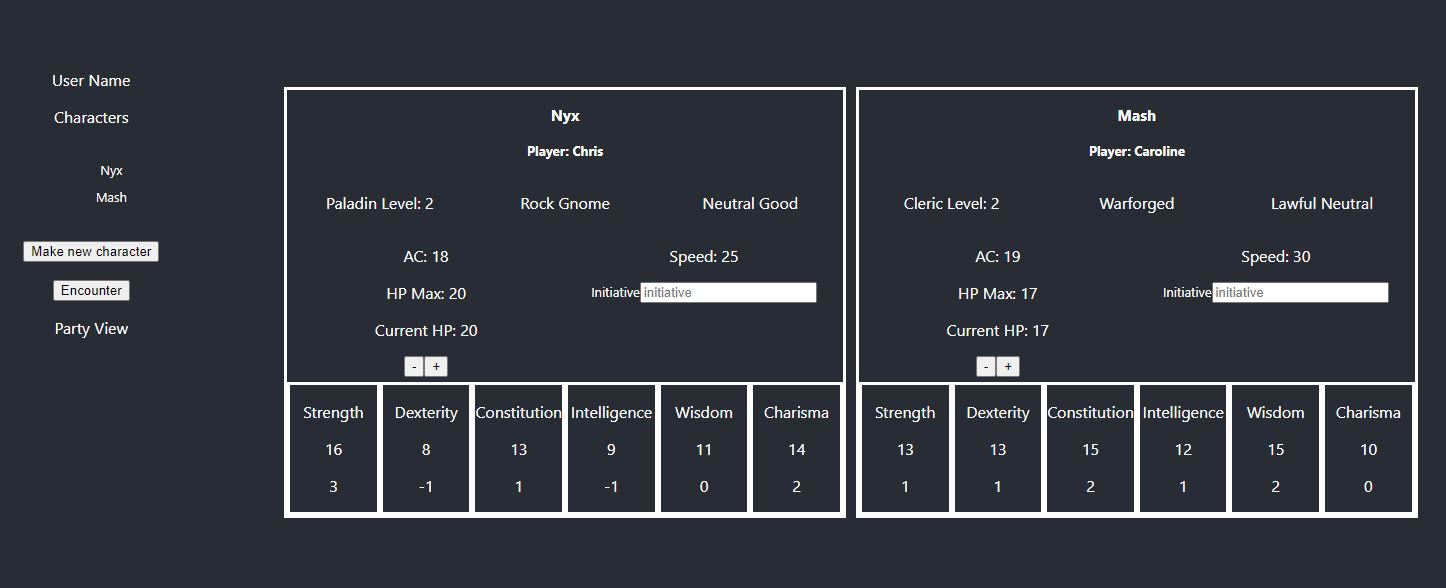 User Name
Characters
Nyx
Mash
Make new character
Encounter
Party View
Nyx
Player: Chris
Paladin Level: 2 Rock Gnome Neutral Good
AC: 18 Speed: 25
HP Max: 20 Initiative initiative
Current HP: 20
- +
Strength Dexterity Constitution Intelligence Wisdom Charisma
16 8 13 9 11 14
3 -1 1 -1 0 2
Mash
Player: Caroline
Cleric Level: 2 Warforged Lawful Neutral
AC: 19 Speed: 30
HP Max: 17 Initiative initiative
Current HP: 17
- +
Strength Dexterity Constitution Intelligence Wisdom Charisma
13 13 15 12 15 10
1 1 2 1 2 0